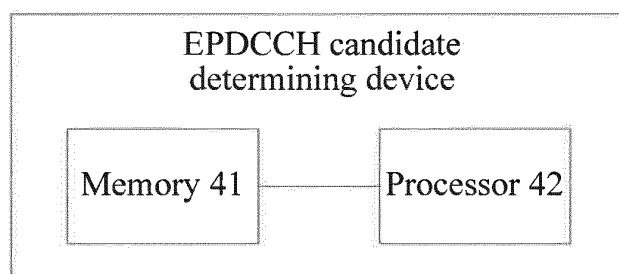 EPDCCH candidate
determining device
Memory 41
Processor 42